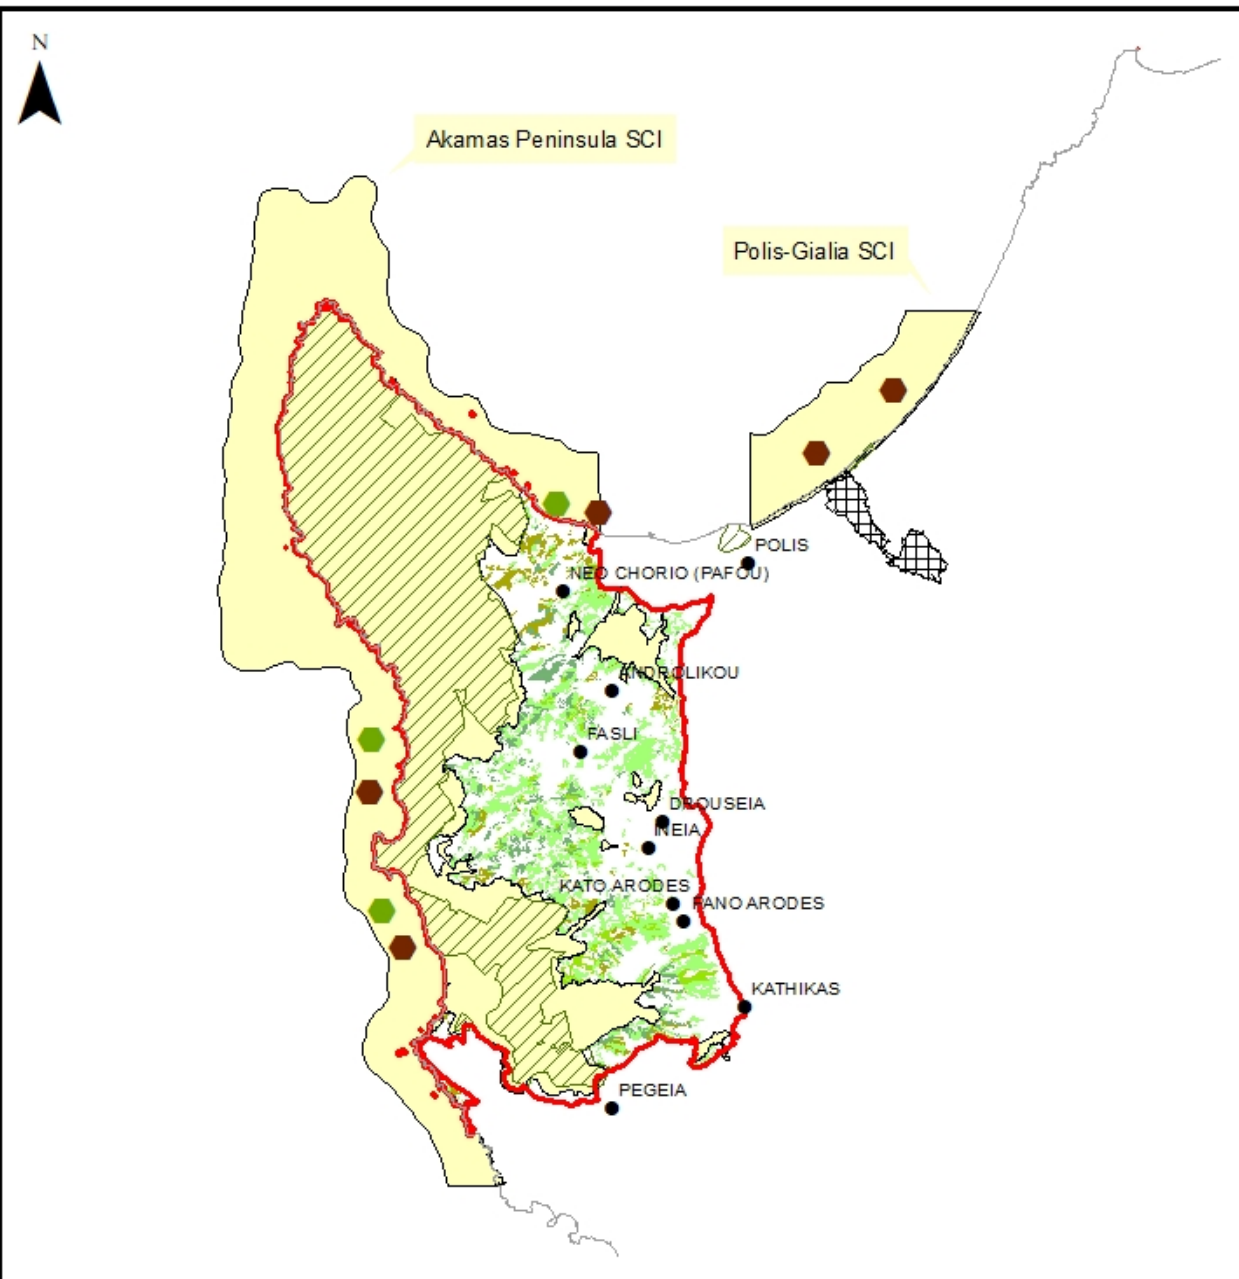 N
Akamas Peninsula SCI
Polis-Gialia SCI
POLIS
NEO CHORIO (PAFOU)
ANDROLIKOU
FASLI
DROUSEIA
INEIA
KATO ARODES
PANO ARODES
KATHIKAS
PEGEIA